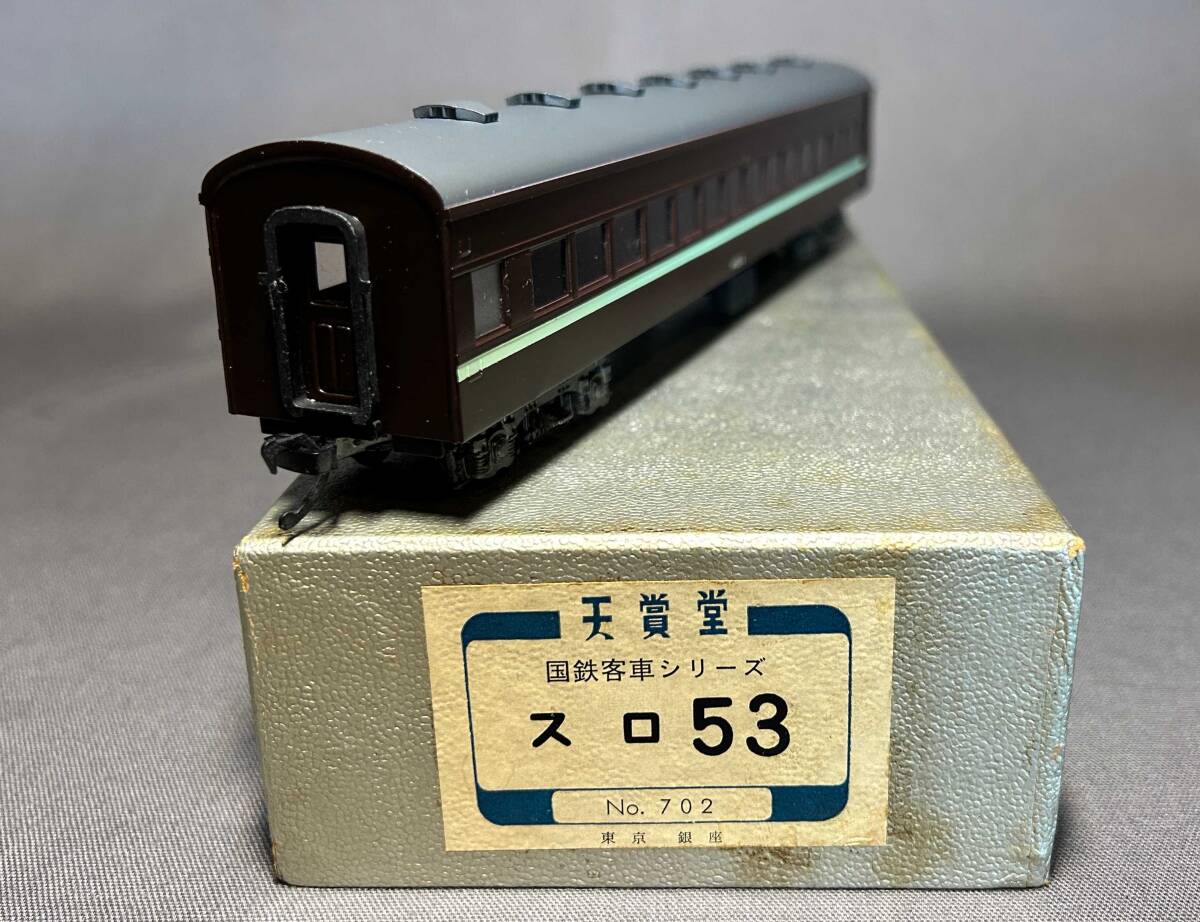 天賞堂
国鉄客車シリーズ
スロ53
No. 702
東京 銀座